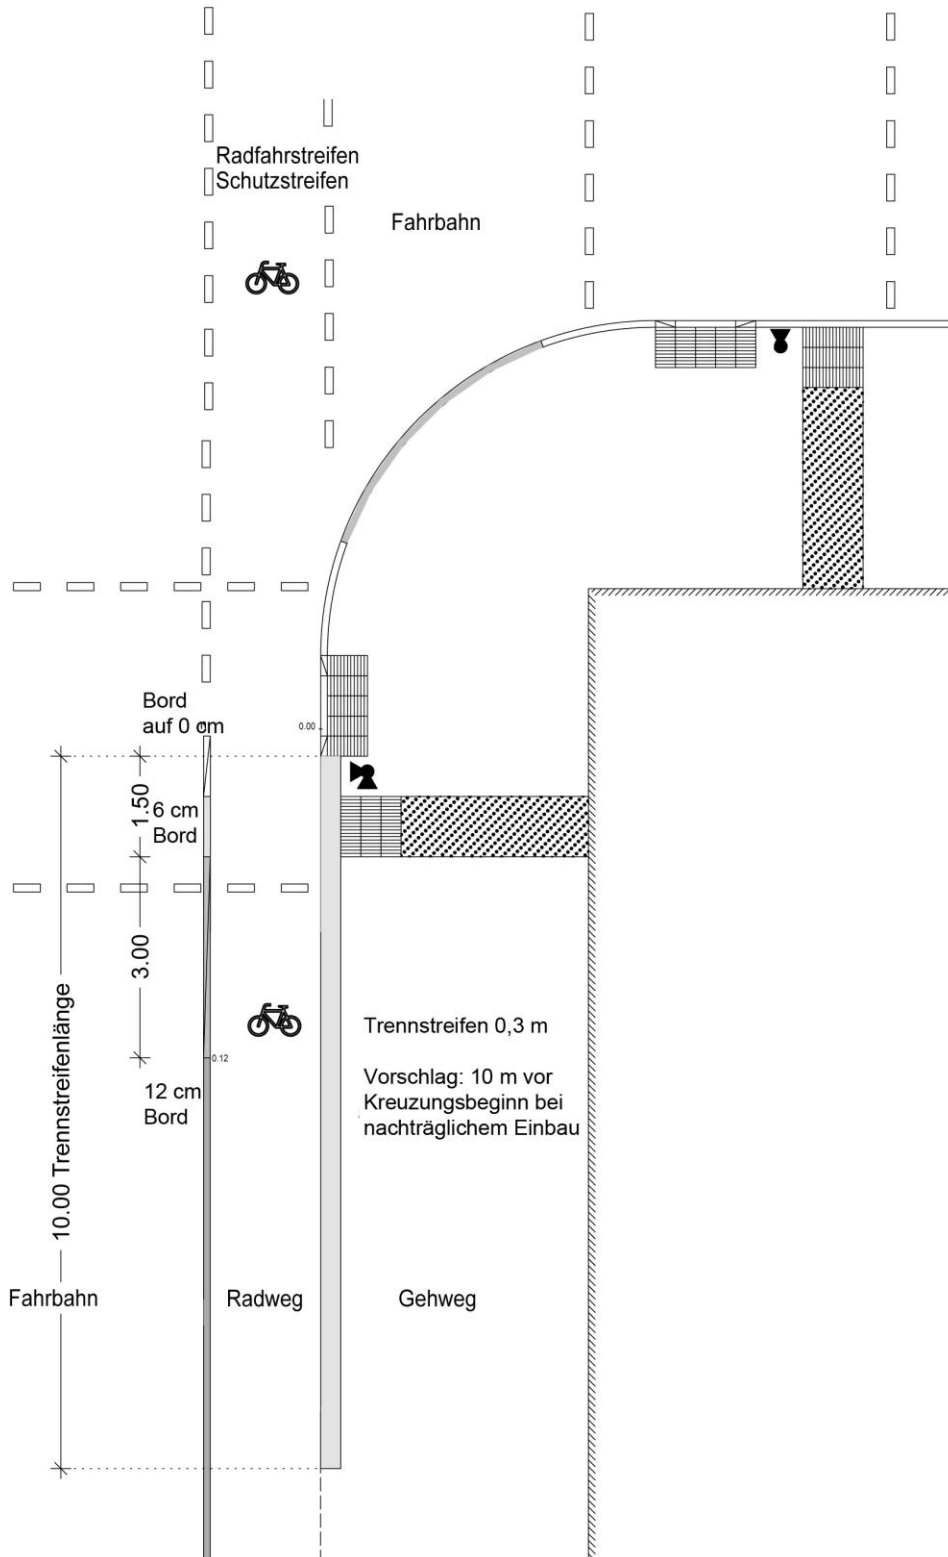 Radfahrstreifen
Schutzstreifen
Fahrbahn
Bord
auf 0 cm
0.00
1.50
6 cm
Bord
3.00
10.00 Trennstreifenlänge
0.12
12 cm
Bord
Trennstreifen 0,3 m
Vorschlag: 10 m vor
Kreuzungsbeginn bei
nachträglichem Einbau
Fahrbahn
Radweg
Gehweg